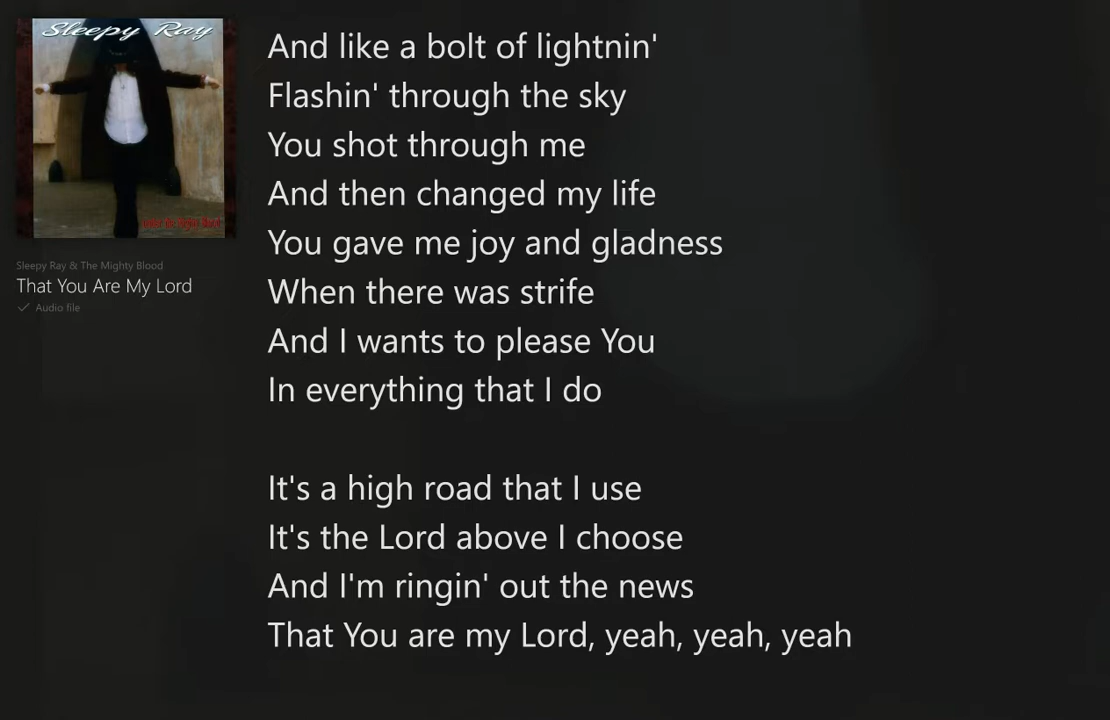 Sleepy Ray
Sleepy Ray & The Mighty Blood
That You Are My Lord
Audio file
And like a bolt of lightnin'
Flashin' through the sky
You shot through me
And then changed my life
You gave me joy and gladness
When there was strife
And I wants to please You
In everything that I do
It's a high road that I use
It's the Lord above I choose
And I'm ringin' out the news
That You are my Lord, yeah, yeah, yeah